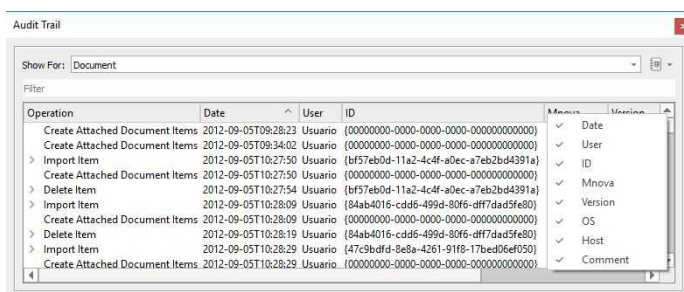 Audit Trail
Show For: Document
Filter
Operation Date User ID Mnova Version
Create Attached Document Items 2012-09-05T09:28:23 Usuario {00000000-0000-0000-0000-000000000000}
Create Attached Document Items 2012-09-05T09:34:02 Usuario {00000000-0000-0000-0000-000000000000}
Import Item 2012-09-05T10:27:50 Usuario {bf57eb0d-11a2-4c4f-a0ec-a7eb2bd4391a}
Create Attached Document Items 2012-09-05T10:27:50 Usuario {00000000-0000-0000-0000-000000000000}
Delete Item 2012-09-05T10:27:54 Usuario {bf57eb0d-11a2-4c4f-a0ec-a7eb2bd4391a}
Import Item 2012-09-05T10:28:09 Usuario {84ab4016-cdd6-499d-80f6-dff7dad5fe80}
Create Attached Document Items 2012-09-05T10:28:09 Usuario {00000000-0000-0000-0000-000000000000}
Delete Item 2012-09-05T10:28:19 Usuario {84ab4016-cdd6-499d-80f6-dff7dad5fe80}
Import Item 2012-09-05T10:28:29 Usuario {47c9bdfd-8e8a-4261-91f8-17bed06ef050}
Create Attached Document Items 2012-09-05T10:28:29 Usuario {00000000-0000-0000-0000-000000000000}
Date
User
ID
Mnova
Version
OS
Host
Comment